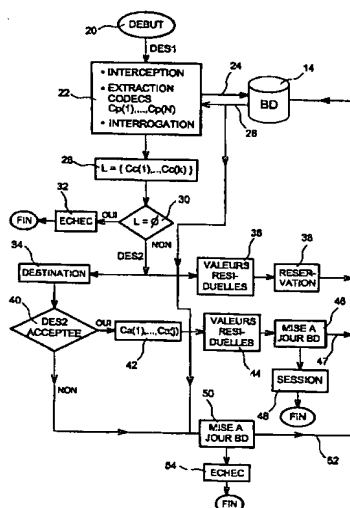 20
DEBUT
DES1
24
14
22
• INTERCEPTION
• EXTRACTION
CODECS
Cp(1),...,Cp(N)
• INTERROGATION
BD
26
28
L = { Cc(1),...,Cc(k) }
32
30
FIN
ECHEC
OUI
L = ∅
NON
34
DES2
36
38
DESTINATION
VALEURS
RESI-
DUELLES
RESER-
VATION
40
46
DES2
ACCEPTEE
OUI
Ca(1),...,Ca(j)
VALEURS
RESI-
DUELLES
MISE A
JOUR BD
47
42
44
NON
SESSION
48
FIN
50
MISE A
JOUR BD
52
54
ECHEC
FIN